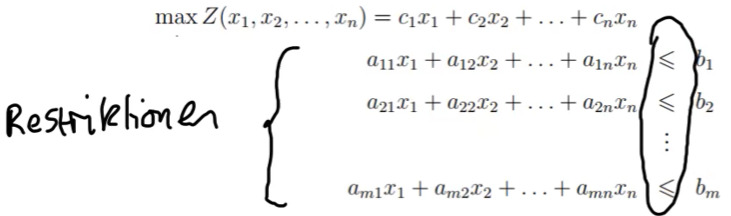 max Z(x₁, x₂, . . . , xₙ) = c₁x₁ + c₂x₂ + . . . + cₙxₙ
a₁₁x₁ + a₁₂x₂ + . . . + a₁ₙxₙ ⩽ b₁
Restriktionen a₂₁x₁ + a₂₂x₂ + . . . + a₂ₙxₙ ⩽ b₂
⋮
aₘ₁x₁ + aₘ₂x₂ + . . . + aₘₙxₙ ⩽ bₘ